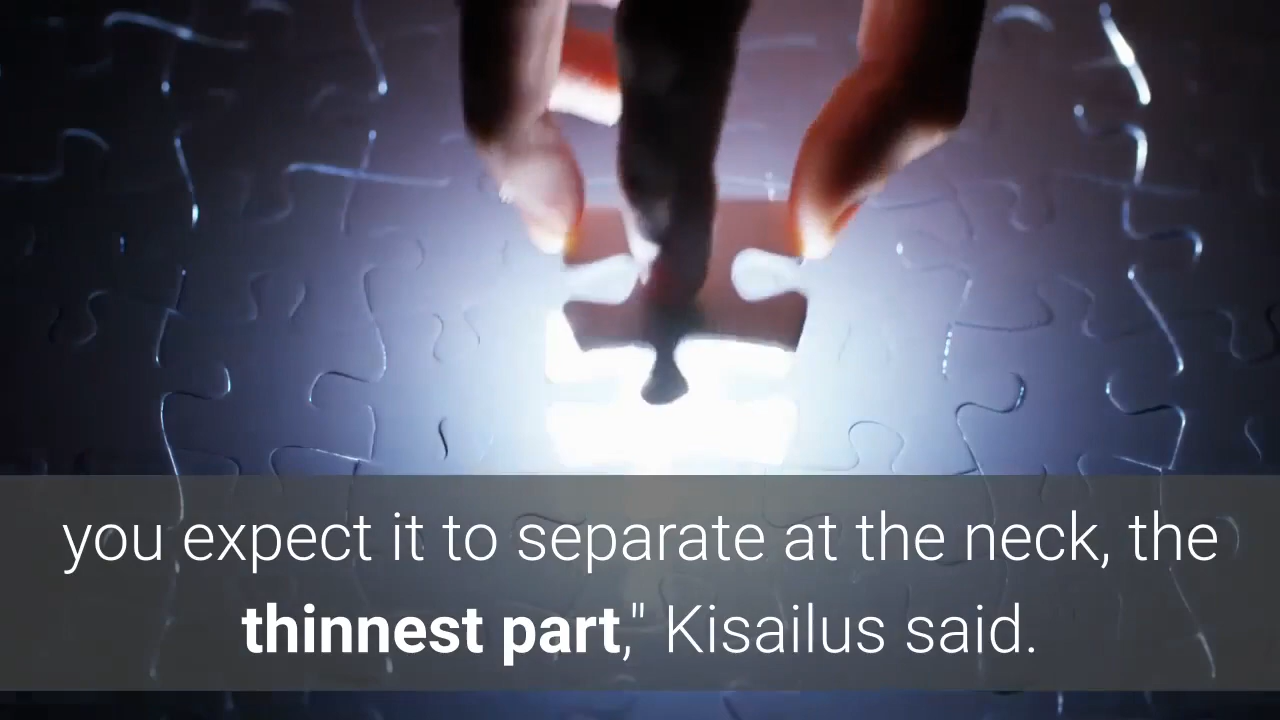 you expect it to separate at the neck, the
thinnest part," Kisailus said.